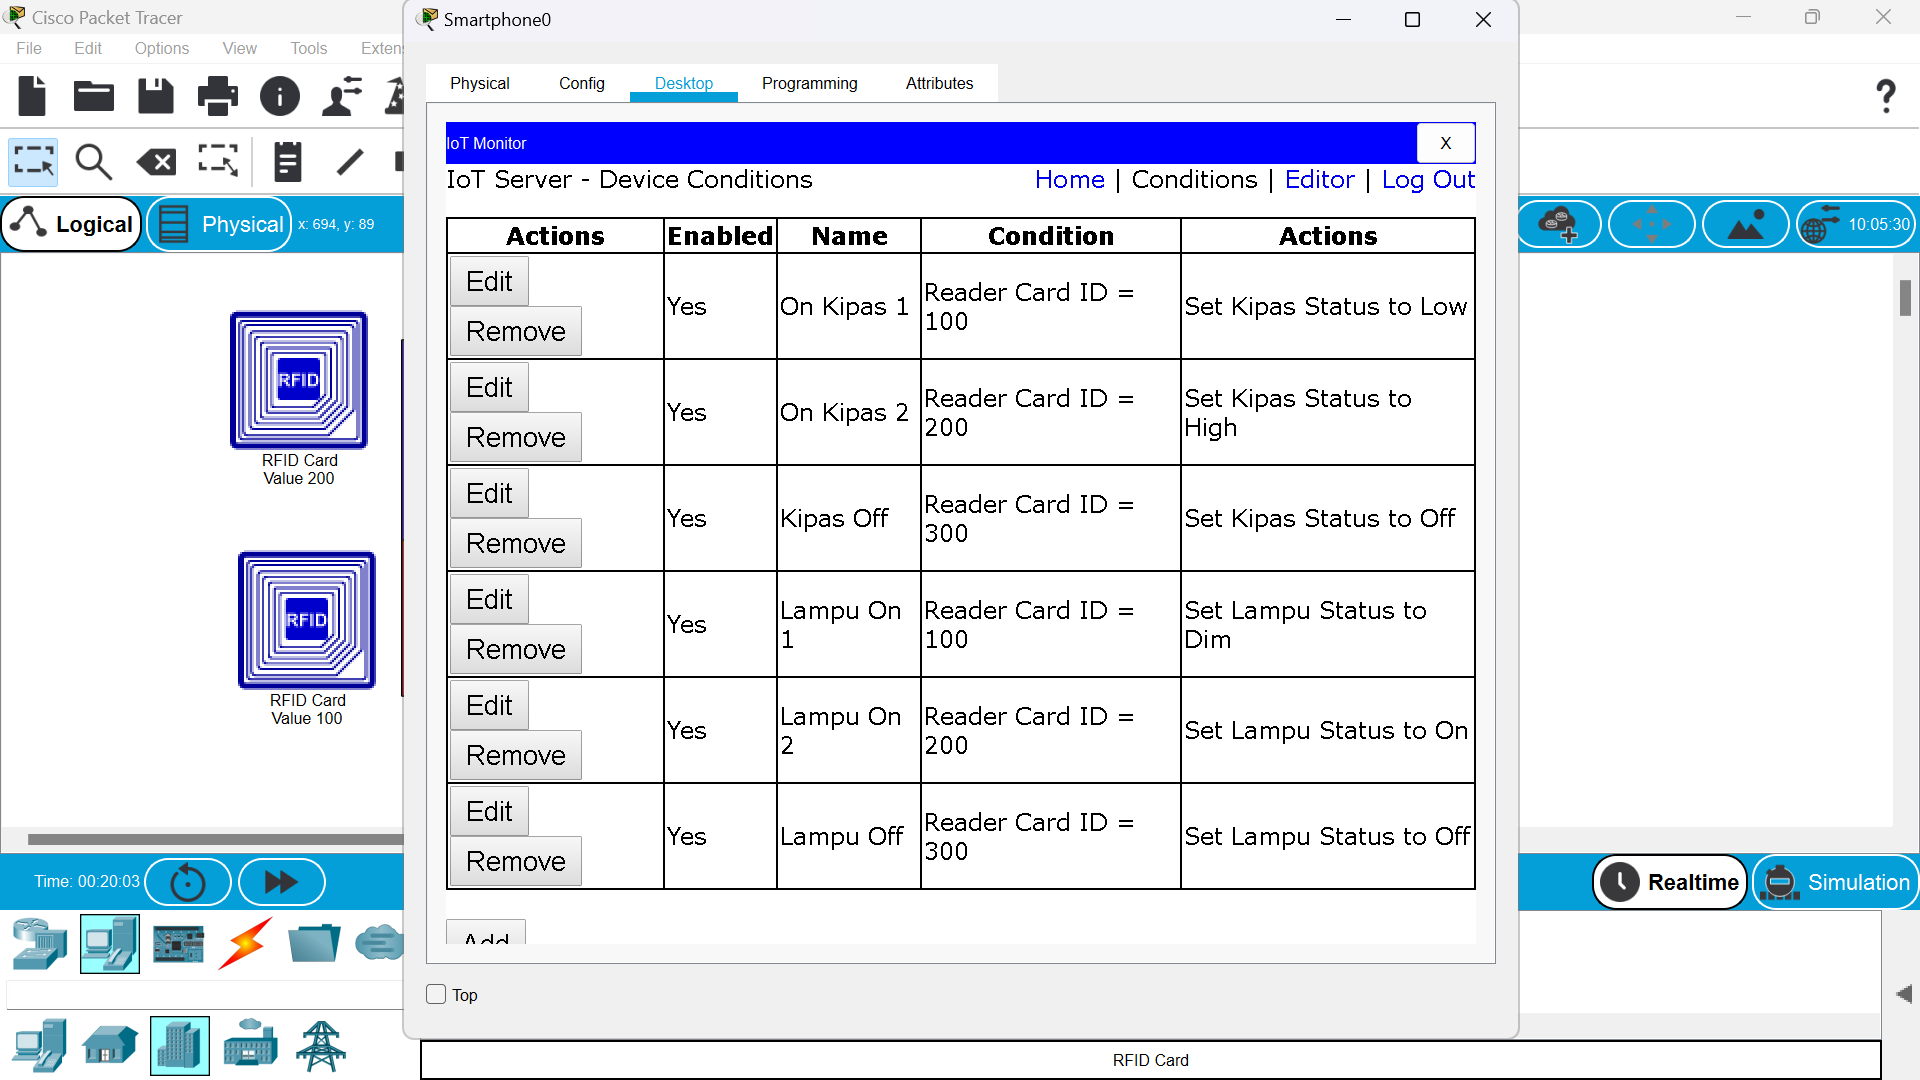 Cisco Packet Tracer
File Edit Options View Tools Exten
Logical
Physical
x: 694, y: 89
RFID
RFID Card
Value 200
RFID
RFID Card
Value 100
Time: 00:20:03
Smartphone0
Physical Config Desktop Programming Attributes
IoT Monitor
X
IoT Server - Device Conditions
Home | Conditions | Editor | Log Out
Actions Enabled Name Condition Actions
Edit
Remove
Yes
On Kipas 1
Reader Card ID =
100
Set Kipas Status to Low
Edit
Remove
Yes
On Kipas 2
Reader Card ID =
200
Set Kipas Status to
High
Edit
Remove
Yes
Kipas Off
Reader Card ID =
300
Set Kipas Status to Off
Edit
Remove
Yes
Lampu On
1
Reader Card ID =
100
Set Lampu Status to
Dim
Edit
Remove
Yes
Lampu On
2
Reader Card ID =
200
Set Lampu Status to On
Edit
Remove
Yes
Lampu Off
Reader Card ID =
300
Set Lampu Status to Off
Add
Top
?
10:05:30
Realtime
Simulation
RFID Card